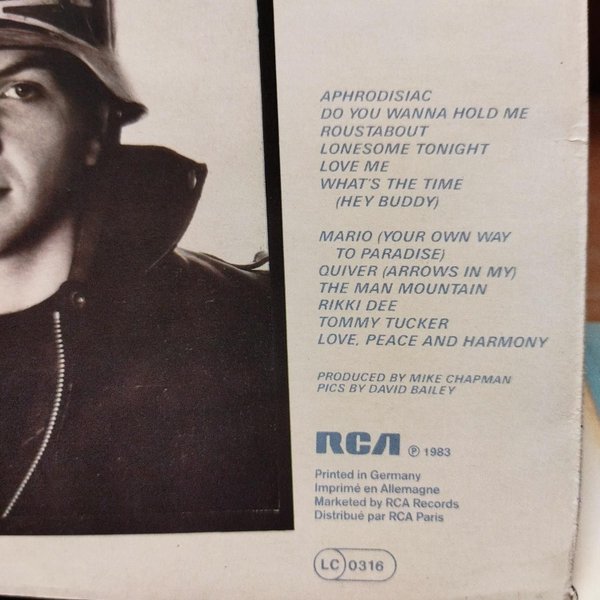 APHRODISIAC
DO YOU WANNA HOLD ME
ROUSTABOUT
LONESOME TONIGHT
LOVE ME
WHAT'S THE TIME
(HEY BUDDY)
MARIO (YOUR OWN WAY
TO PARADISE)
QUIVER (ARROWS IN MY)
THE MAN MOUNTAIN
RIKKI DEE
TOMMY TUCKER
LOVE, PEACE AND HARMONY
PRODUCED BY MIKE CHAPMAN
PICS BY DAVID BAILEY
RCA ℗ 1983
Printed in Germany
Imprimé en Allemagne
Marketed by RCA Records
Distribué par RCA Paris
LC 0316